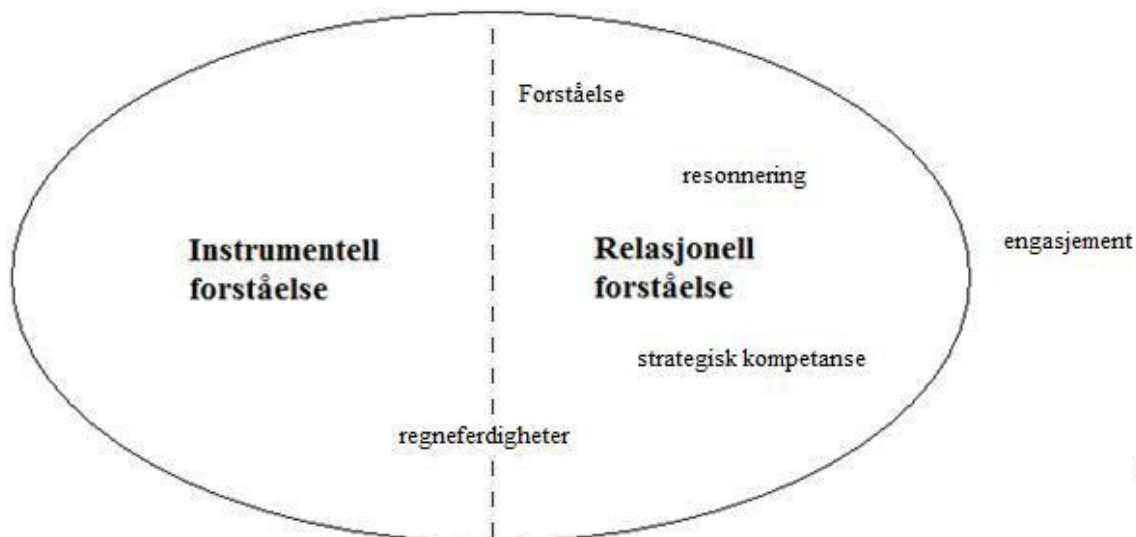 Forståelse
resonnering
Instrumentell
forståelse
Relasjonell
forståelse
engasjement
strategisk kompetanse
regneferdigheter